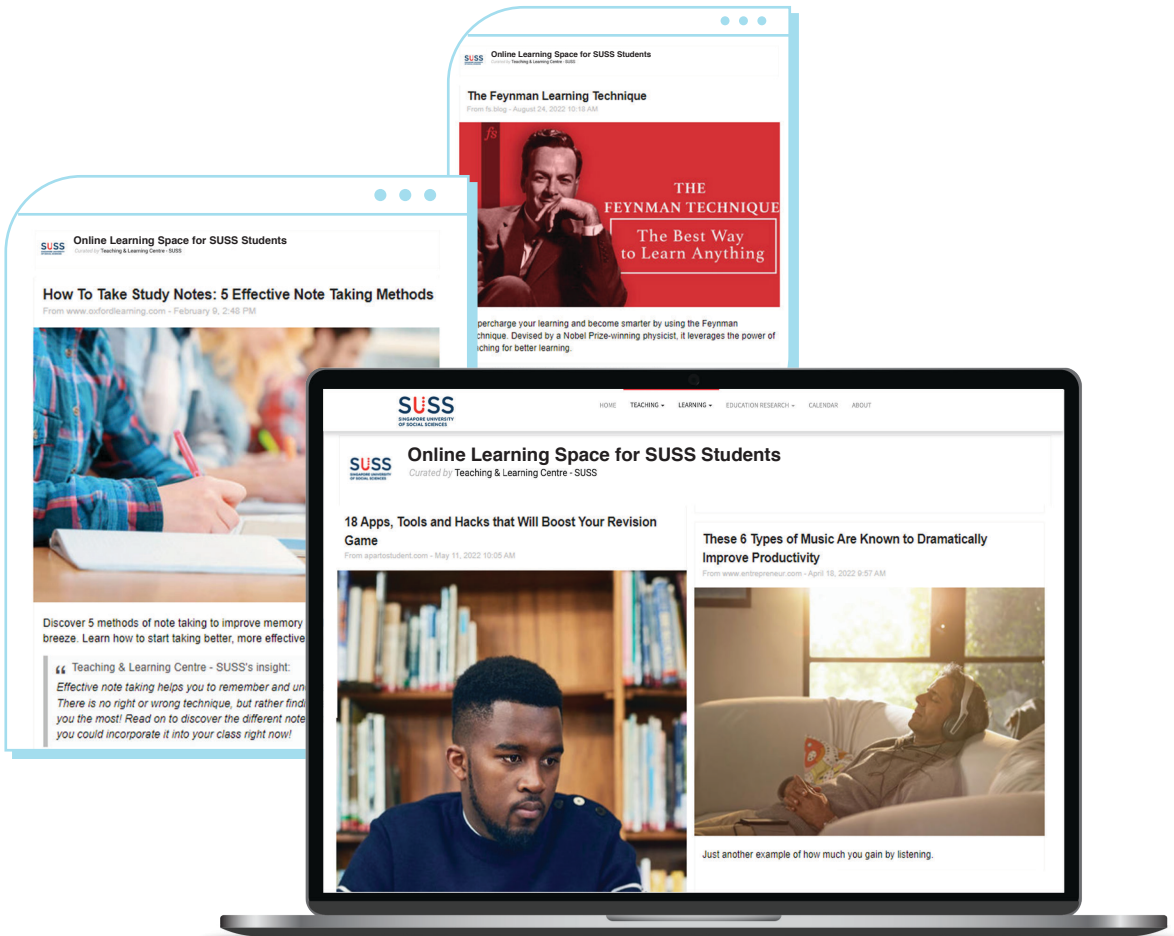 SUSS
Online Learning Space for SUSS Students
Curated by Teaching & Learning Centre - SUSS
The Feynman Learning Technique
From fs blog - August 24, 2022 10:18 AM
fs
THE
FEYNMAN TECHNIQUE
The Best Way
to Learn Anything
your learning and become smarter by using the Feynman
Devised by a Nobel Prize-winning physicist, it leverages the power of
for better learning.
SUSS
SINGAPORE UNIVERSITY
OF SOCIAL SCIENCES
Online Learning Space for SUSS Students
Curated by Teaching & Learning Centre - SUSS
How To Take Study Notes: 5 Effective Note Taking Methods
From www.oxfordlearning.com - February 9, 2:48 PM
Discover 5 methods of note taking to improve memory
breeze. Learn how to start taking better, more effective
“ Teaching & Learning Centre - SUSS's insight:
Effective note taking helps you to remember and
There is no right or wrong technique, but rather
you the most! Read on to discover the different note
you could incorporate it into your class right now!
SUSS
SINGAPORE UNIVERSITY
OF SOCIAL SCIENCES
HOME TEACHING LEARNING EDUCATION RESEARCH CALENDAR ABOUT
SUSS
SINGAPORE UNIVERSITY
OF SOCIAL SCIENCES
Online Learning Space for SUSS Students
Curated by Teaching & Learning Centre - SUSS
18 Apps, Tools and Hacks that Will Boost Your Revision
Game
From apartostudent.com - May 11, 2022 10:05 AM
These 6 Types of Music Are Known to Dramatically
Improve Productivity
From www.entrepreneur.com - April 18, 2022 9:57 AM
Just another example of how much you gain by listening.